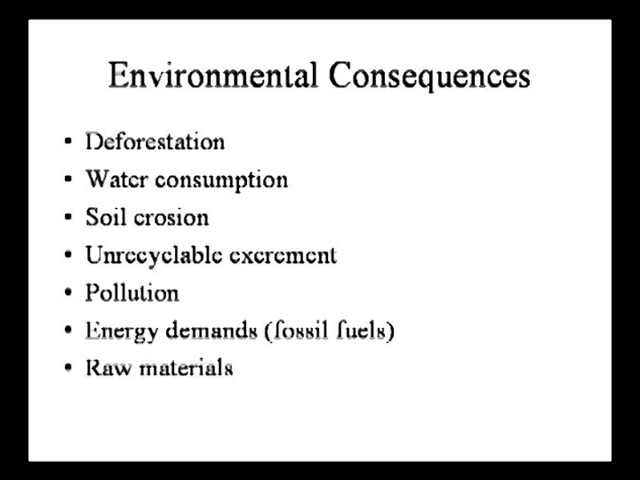 Environmental Consequences
• Deforestation
• Water consumption
• Soil erosion
• Unrecyclable excrement
• Pollution
• Energy demands (fossil fuels)
• Raw materials